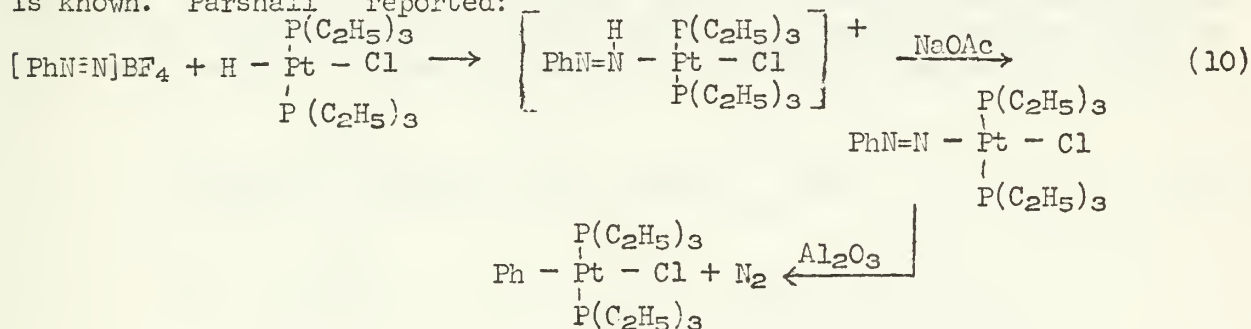 is known. Parshall reported:
P(C₂H₅)₃ H P(C₂H₅)₃ +
[PhN≡N]BF₄ + H – Pt – Cl ⟶ [PhN=N – Pt – Cl] NaOAc ⟶ (10)
P (C₂H₅)₃ P(C₂H₅)₃
P(C₂H₅)₃
PhN=N – Pt – Cl
P(C₂H₅)₃
P(C₂H₅)₃
Ph – Pt – Cl + N₂ ⟵ Al₂O₃
P(C₂H₅)₃